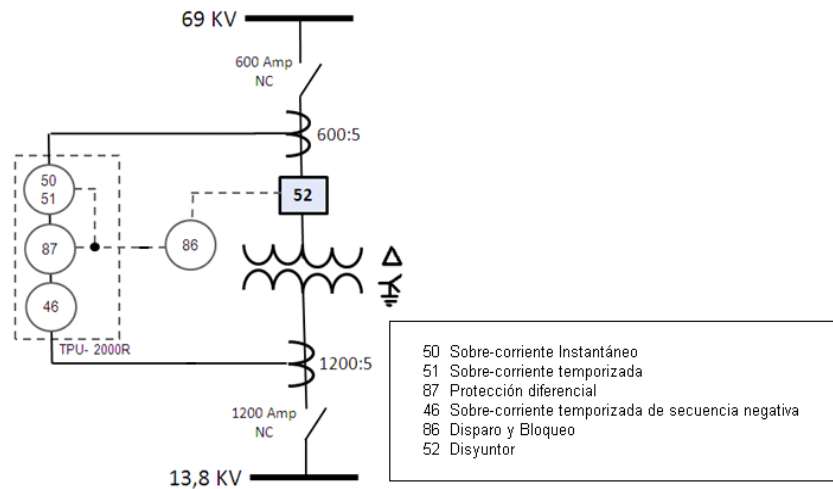 69 KV
600 Amp
NC
600:5
50
51
52
87
86
46
TPU- 2000R
1200:5
1200 Amp
NC
13,8 KV
50 Sobre-corriente Instantáneo
51 Sobre-corriente temporizada
87 Protección diferencial
46 Sobre-corriente temporizada de secuencia negativa
86 Disparo y Bloqueo
52 Disyuntor